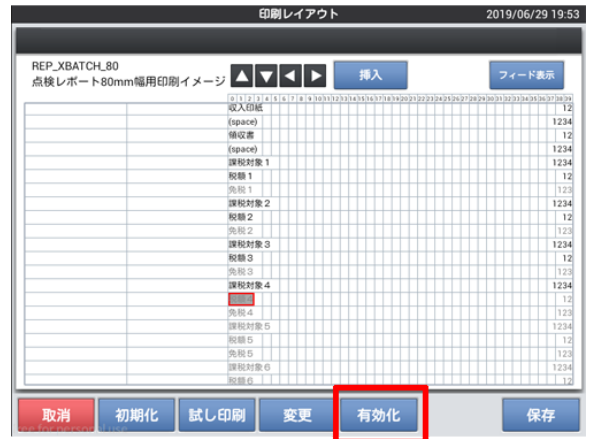 印刷レイアウト 2019/06/29 19:53
REP_XBATCH_80
点検レポート80mm幅用印刷イメージ ▲ ▼ ◀ ▶ 挿入 フィード表示
0 1 2 3 4 5 6 7 8 9 10 11 12 13 14 15 16 17 18 19 20 21 22 23 24 25 26 27 28 29 30 31 32 33 34 35 36 37 38 39
収入印紙 12
(space) 1234
領収書 12
(space) 1234
課税対象1 1234
税額1 12
免税1 123
課税対象2 1234
税額2 12
免税2 123
課税対象3 1234
税額3 12
免税3 123
課税対象4 1234
12
免税4 123
課税対象5 1234
税額5 12
免税5 123
課税対象6 1234
税額6 12
取消 初期化 試し印刷 変更 有効化 保存
free for personal use